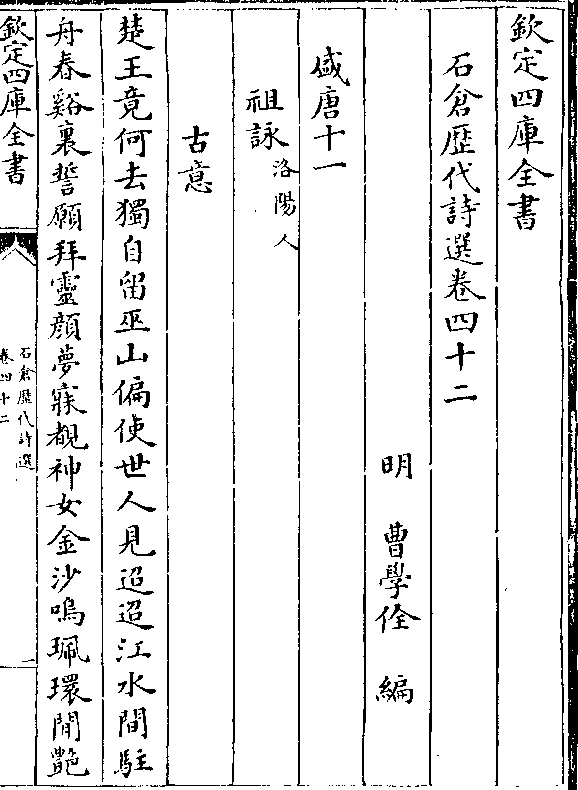 欽定四庫全書
石倉歷代詩選卷四十二
明　曹學佺　編
盛唐十一
祖詠洛陽人
古意
楚王竟何去獨自留巫山偏使世人見迢迢江水間駐
舟春谿裏誓願拜靈顔夢寐覩神女金沙鳴珮環閒艶
欽定四庫全書
石倉歷代詩選
卷四十二
一